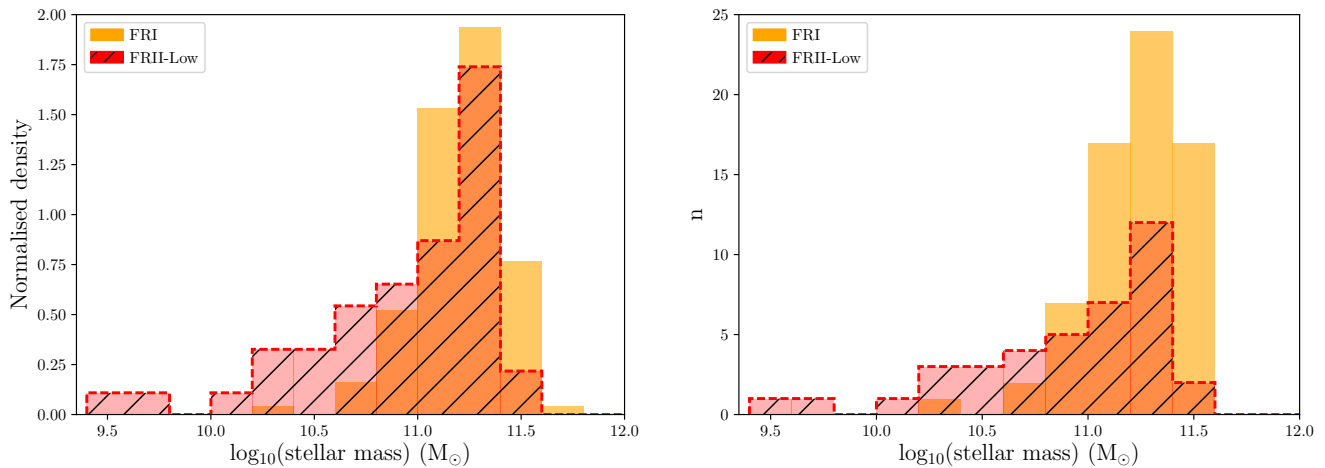 FRI
FRII-Low
Normalised density
2.00
1.75
1.50
1.25
1.00
0.75
0.50
0.25
0.00
9.5 10.0 10.5 11.0 11.5 12.0
log₁₀(stellar mass) (M⊙)
FRI
FRII-Low
n
25
20
15
10
5
0
9.5 10.0 10.5 11.0 11.5 12.0
log₁₀(stellar mass) (M⊙)